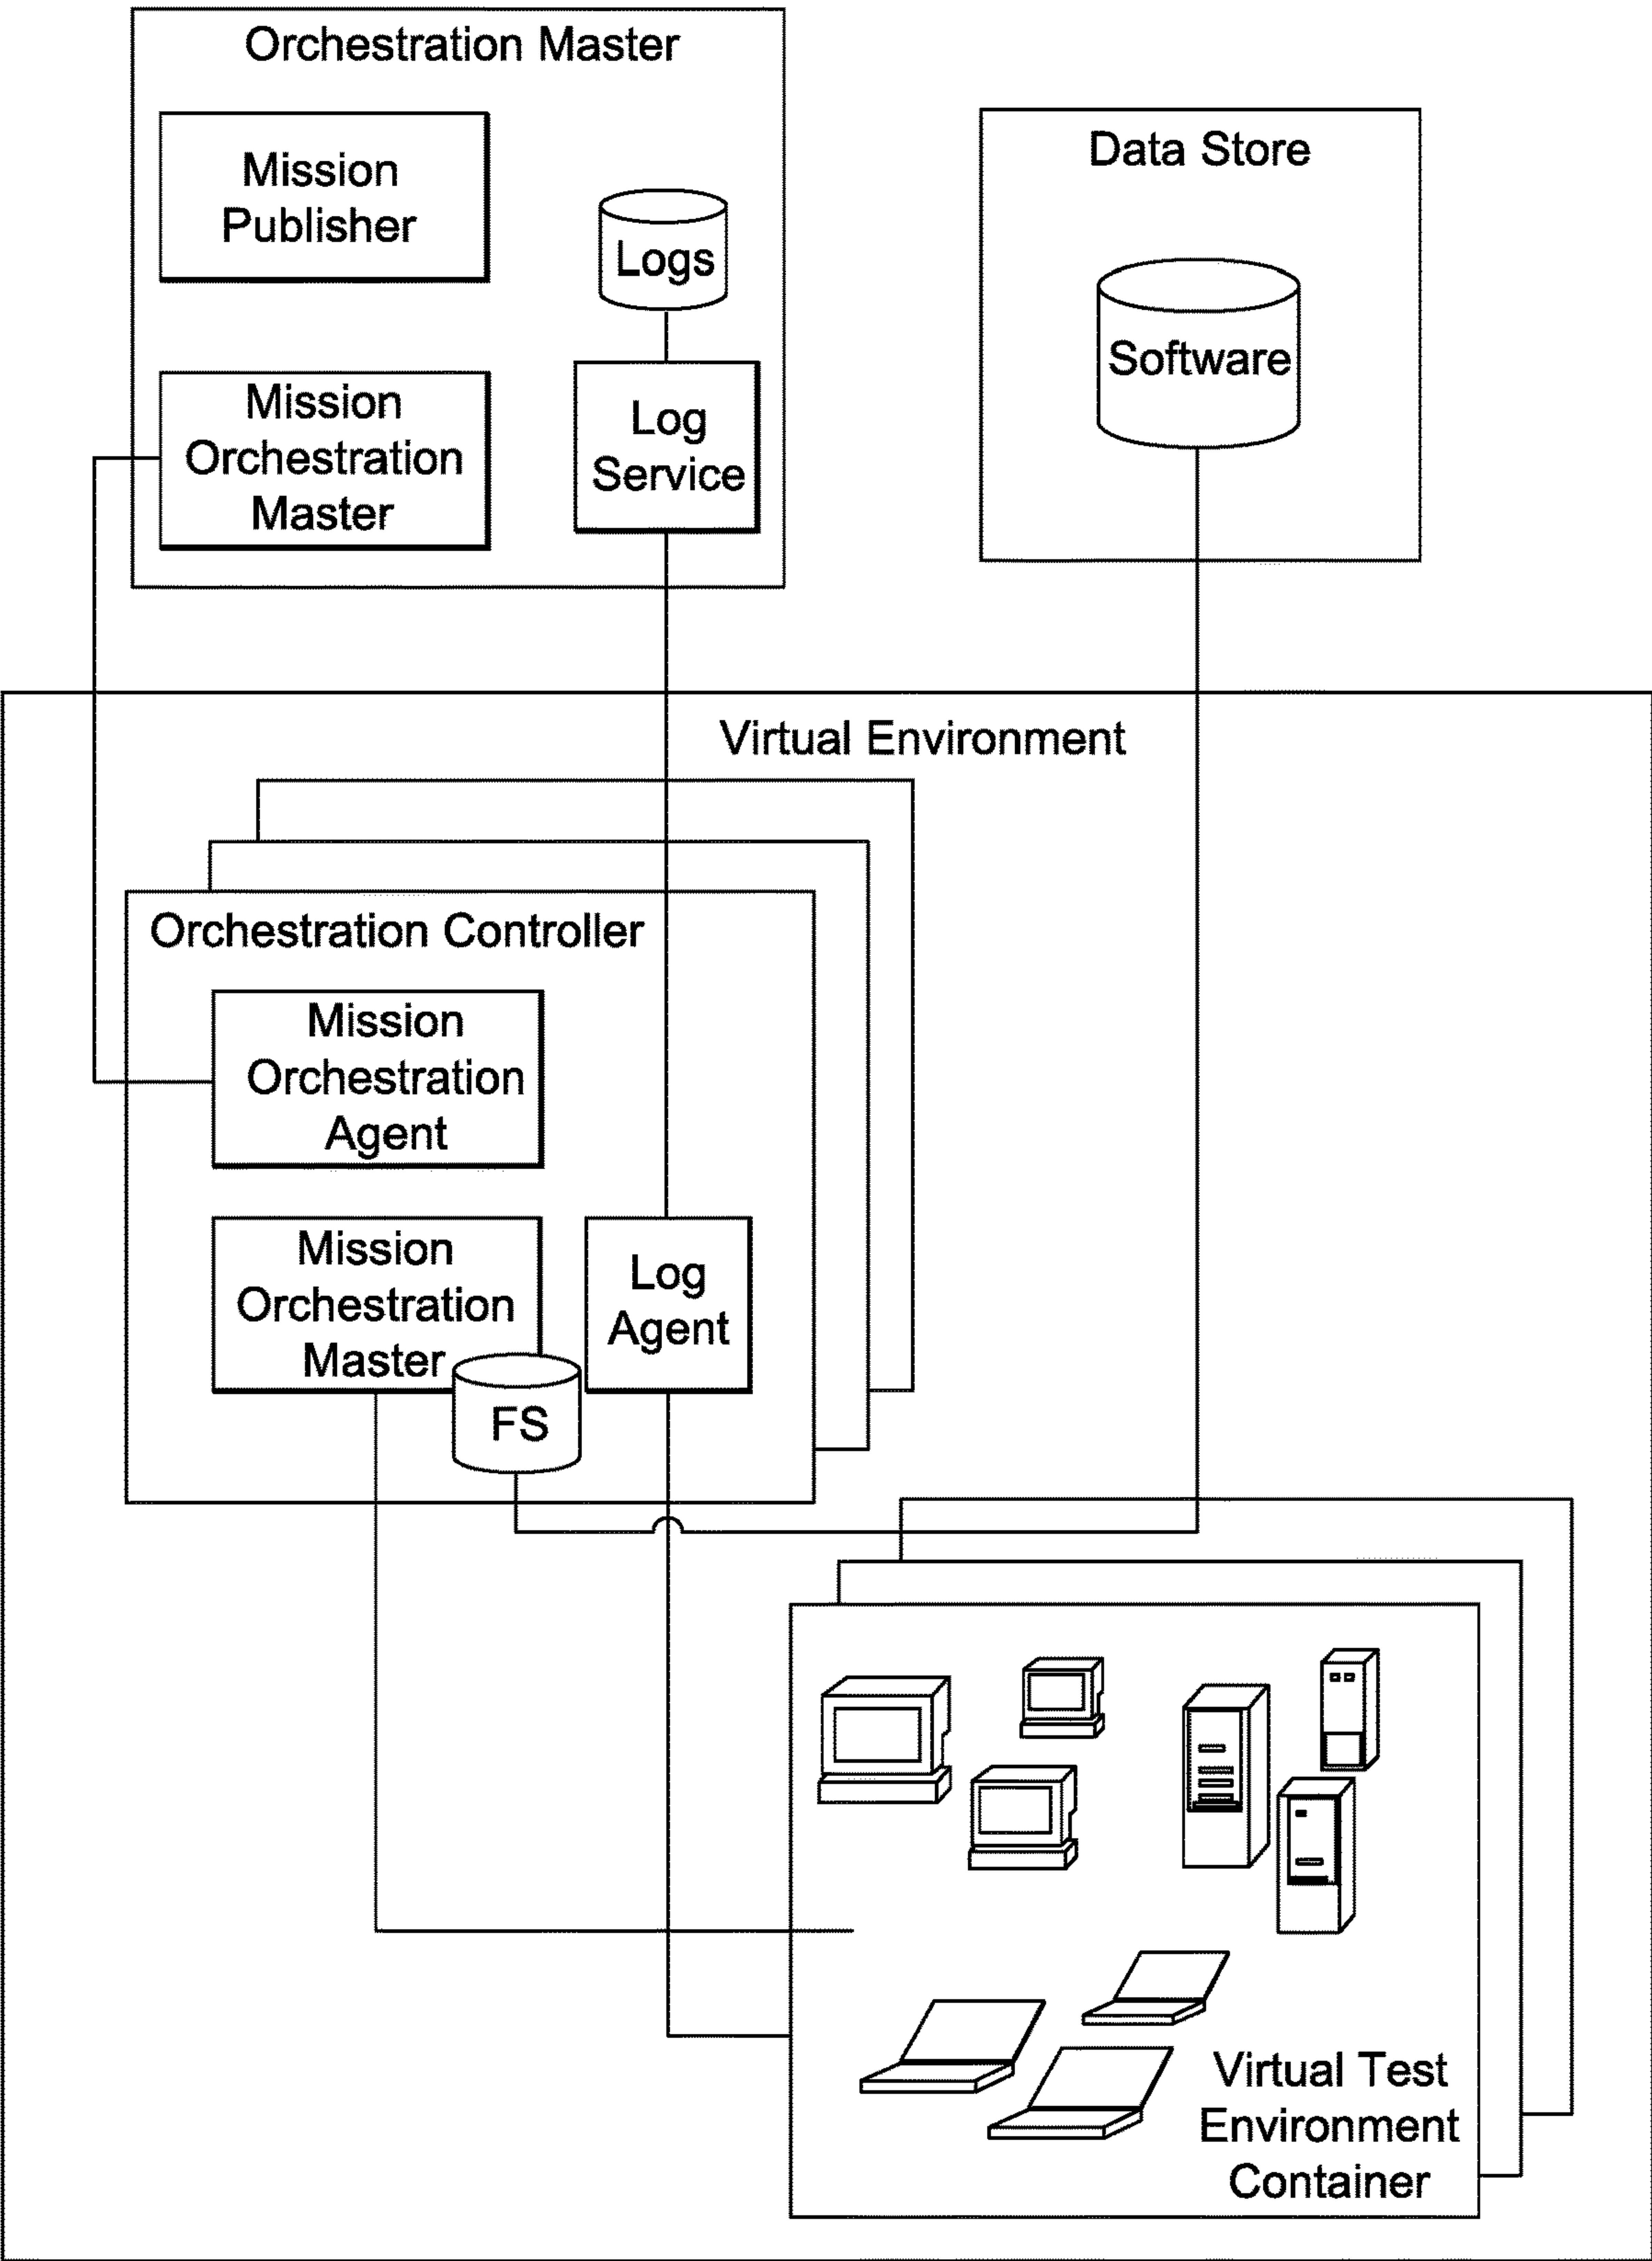 Orchestration Master
Mission
Publisher
Logs
Mission
Orchestration
Master
Log
Service
Data Store
Software
Virtual Environment
Orchestration Controller
Mission
Orchestration
Agent
Mission
Orchestration
Master
FS
Log
Agent
Virtual Test
Environment
Container